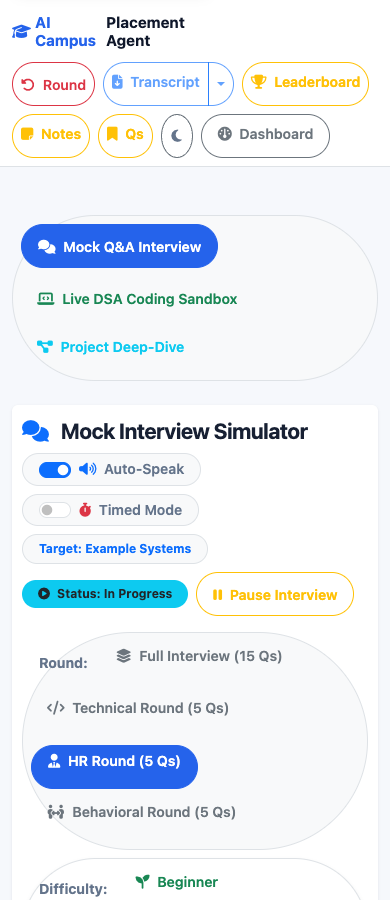 AI Campus Placement Agent
Round
Transcript
Leaderboard
Notes
Qs
Dashboard
Mock Q&A Interview
Live DSA Coding Sandbox
Project Deep-Dive
Mock Interview Simulator
Auto-Speak
Timed Mode
Target: Example Systems
Status: In Progress
Pause Interview
Round:
Full Interview (15 Qs)
Technical Round (5 Qs)
HR Round (5 Qs)
Behavioral Round (5 Qs)
Difficulty:
Beginner